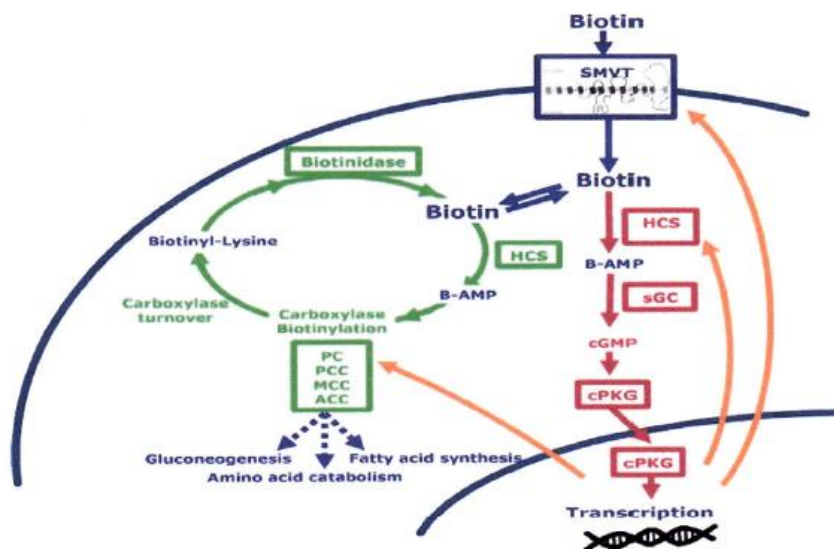 Biotin
SMVT
Biotinidase
Biotin
Biotin
Biotinyl-Lysine
HCS
HCS
B-AMP
B-AMP
Carboxylase
turnover
Carboxylase
Biotinylation
sGC
cGMP
PC
PCC
MCC
ACC
cPKG
Gluconeogenesis
Fatty acid synthesis
Amino acid catabolism
cPKG
Transcription